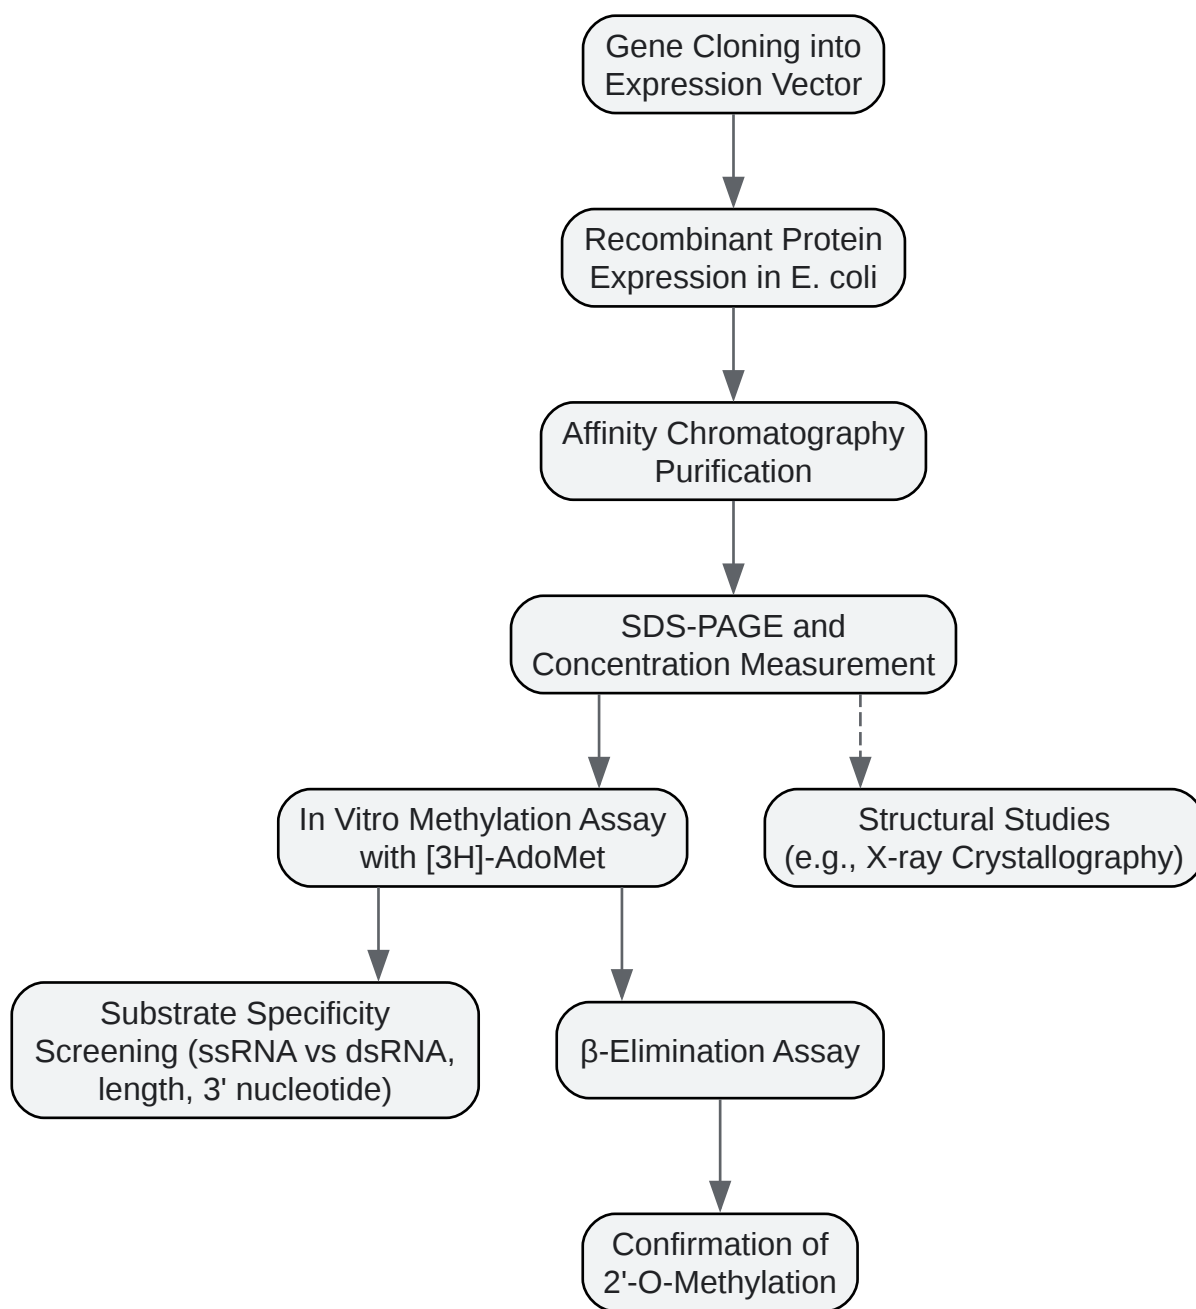 Gene Cloning into
Expression Vector
Recombinant Protein
Expression in E. coli
Affinity Chromatography
Purification
SDS-PAGE and
Concentration Measurement
In Vitro Methylation Assay
with [3H]-AdoMet
Structural Studies
(e.g., X-ray Crystallography)
Substrate Specificity
Screening (ssRNA vs dsRNA,
length, 3' nucleotide)
β-Elimination Assay
Confirmation of
2'-O-Methylation